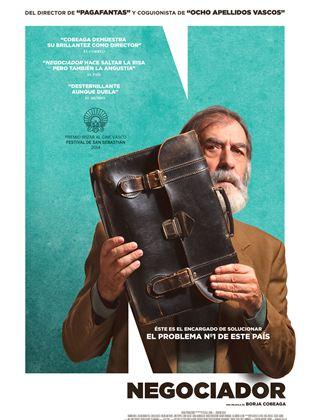 DEL DIRECTOR DE "PAGAFANTAS" Y COGUIONISTA DE "OCHO APELLIDOS VASCOS"
"COBEAGA DEMUESTRA
SU BRILLANTEZ COMO DIRECTOR"
EL CORREO
"NEGOCIADOR HACE SALTAR LA RISA
PERO TAMBIÉN LA ANGUSTIA"
EL PAÍS
"DESTERNILLANTE
AUNQUE DUELA"
EL MUNDO
PREMIO IRIZAR AL CINE VASCO
FESTIVAL DE SAN SEBASTIÁN
2014
ÉSTE ES EL ENCARGADO DE SOLUCIONAR
EL PROBLEMA Nº1 DE ESTE PAÍS
NEGOCIADOR
UNA PELÍCULA DE BORJA COBEAGA